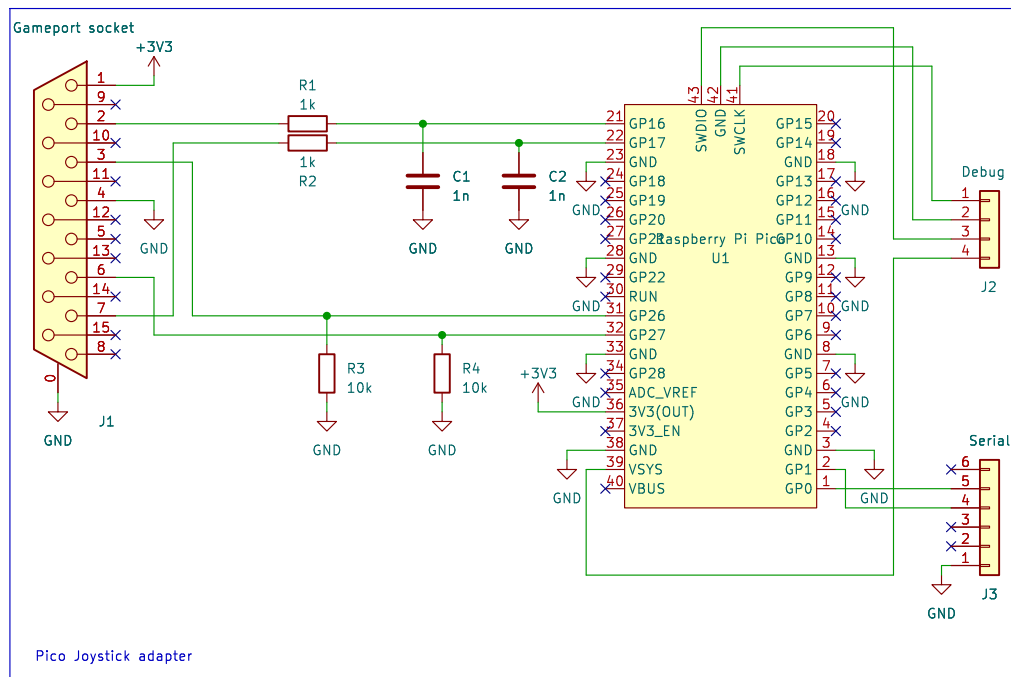 Gameport socket
+3V3
1
9
2
10
3
11
4
12
5
13
6
14
7
15
8
0
GND
J1
GND
R1
1k
1k
R2
C1
1n
GND
C2
1n
GND
R3
10k
GND
R4
10k
GND
+3V3
43 42 41
SWDIO GND SWCLK
21 GP16
22 GP17
23 GND
24 GP18
25 GP19
26 GP20
27 GP21
28 GND
29 GP22
30 RUN
31 GP26
32 GP27
33 GND
34 GP28
35 ADC_VREF
36 3V3(OUT)
37 3V3_EN
38 GND
39 VSYS
40 VBUS
GND
GND
GND
GND
Raspberry Pi Pico
U1
GP15 20
GP14 19
GND 18
GP13 17
GP12 16
GP11 15
GP10 14
GND 13
GP9 12
GP8 11
GP7 10
GP6 9
GND 8
GP5 7
GP4 6
GP3 5
GP2 4
GND 3
GP1 2
GP0 1
GND
GND
GND
GND
Debug
1
2
3
4
J2
Serial
6
5
4
3
2
1
J3
GND
Pico Joystick adapter